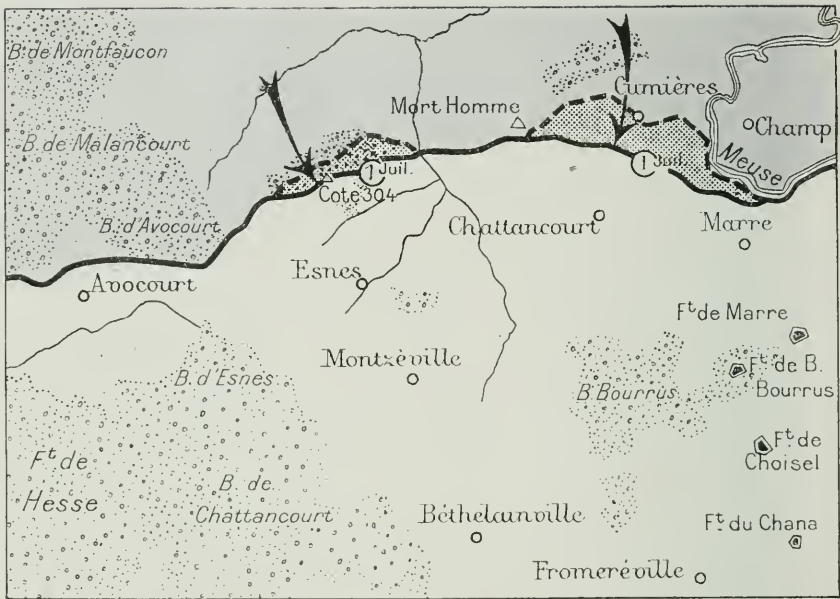 B. de Montfaucon
Cumières
Mort Homme
Champ
B. de Malancourt
Meuse
1 Juil.
1 Juil.
Cote 304
B. d'Avocourt
Chattancourt
Marre
Esnes
Avocourt
Ft de Marre
Montzéville
Ft de B.
Bourrus
B. d'Esnes
B. Bourrus
Ft de
Choisel
Ft de
Hesse
B. de
Chattancourt
Béthelainville
Ft du Chana
Fromeréville